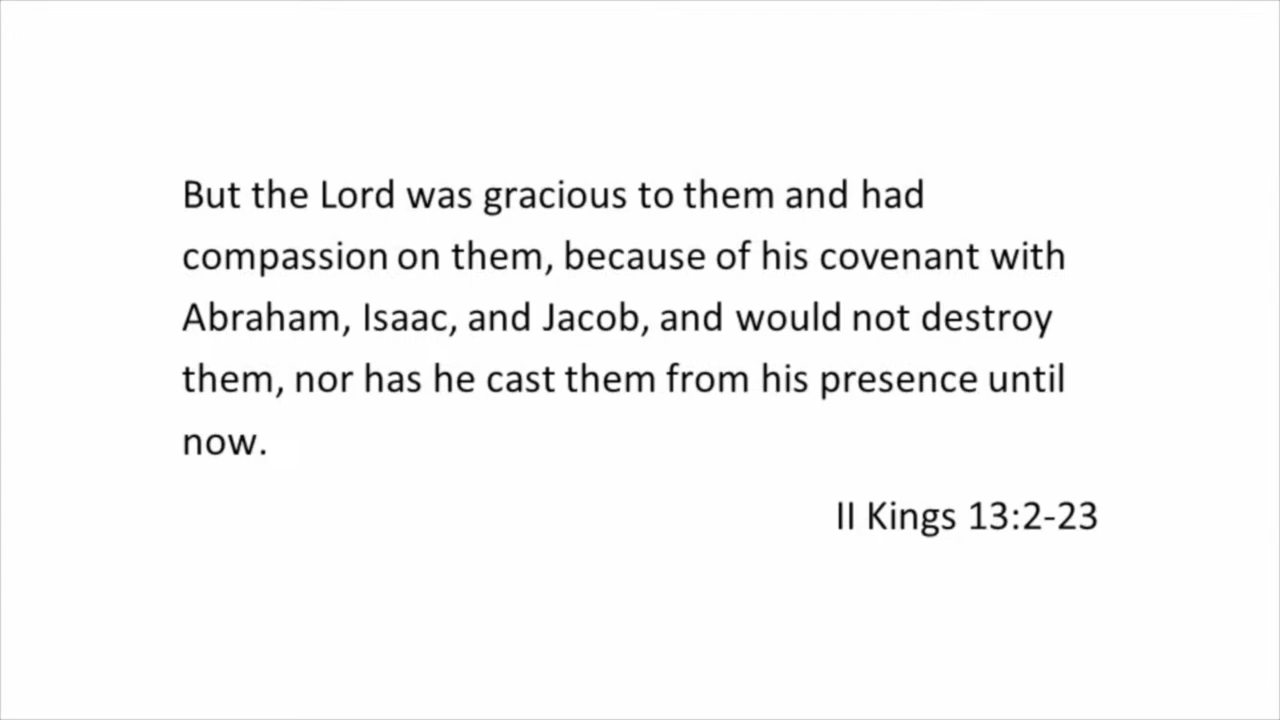 But the Lord was gracious to them and had
compassion on them, because of his covenant with
Abraham, Isaac, and Jacob, and would not destroy
them, nor has he cast them from his presence until
now.
II Kings 13:2-23